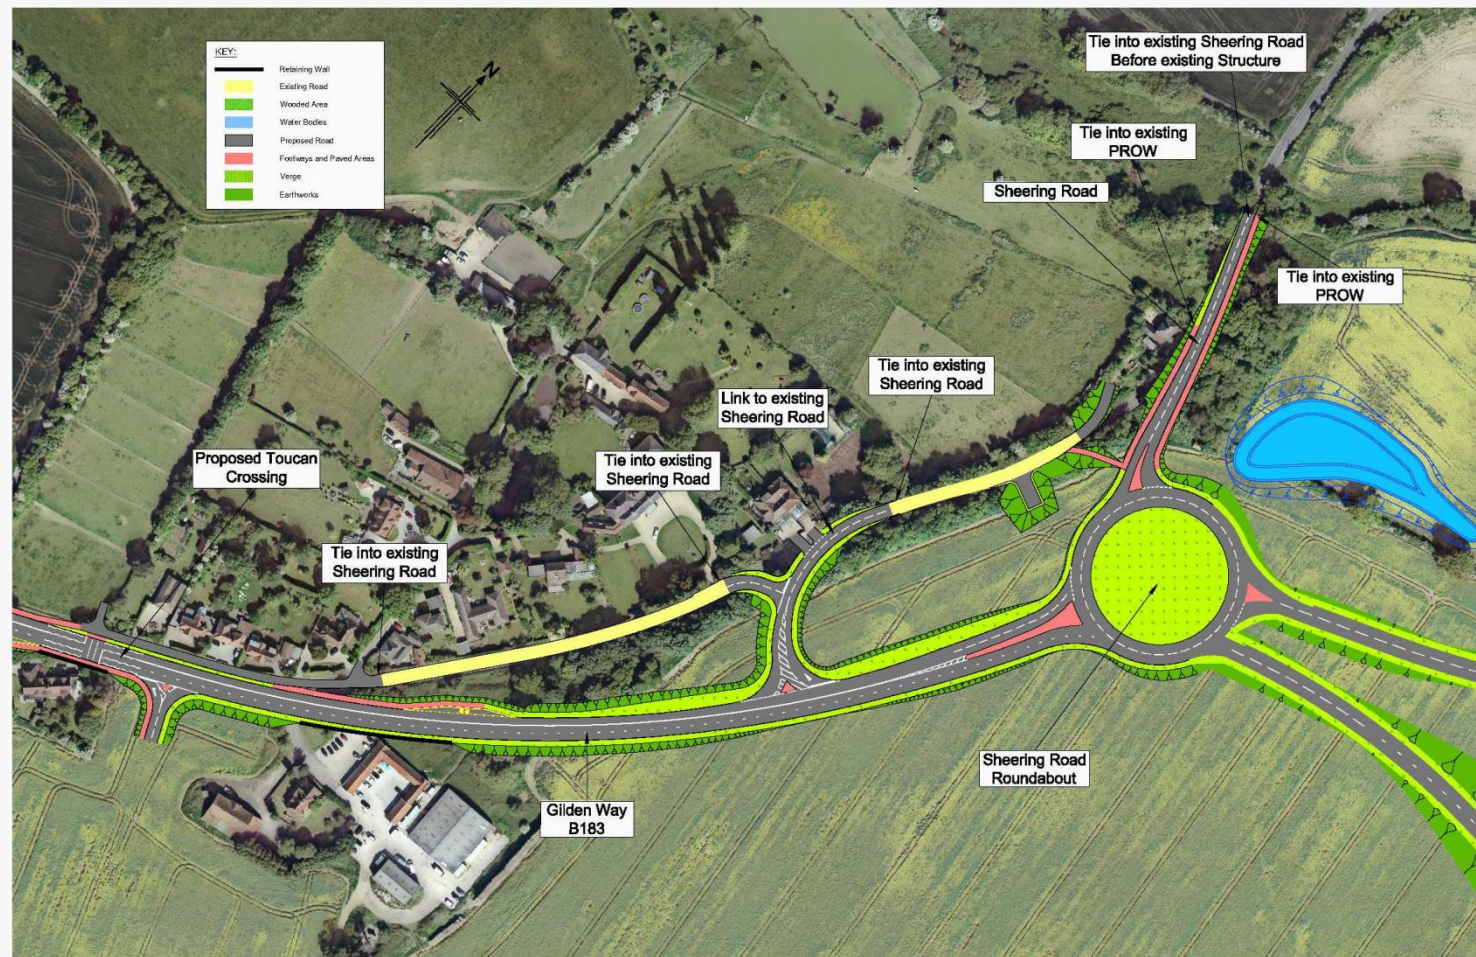 KEY:
Retaining Wall
Existing Road
Wooded Area
Water Bodies
Proposed Road
Footways and Paved Areas
Verge
Earthworks
N
Tie into existing Sheering Road
Before existing Structure
Tie into existing
PROW
Sheering Road
Tie into existing
PROW
Tie into existing
Sheering Road
Link to existing
Sheering Road
Tie into existing
Sheering Road
Proposed Toucan
Crossing
Tie into existing
Sheering Road
Sheering Road
Roundabout
Gilden Way
B183